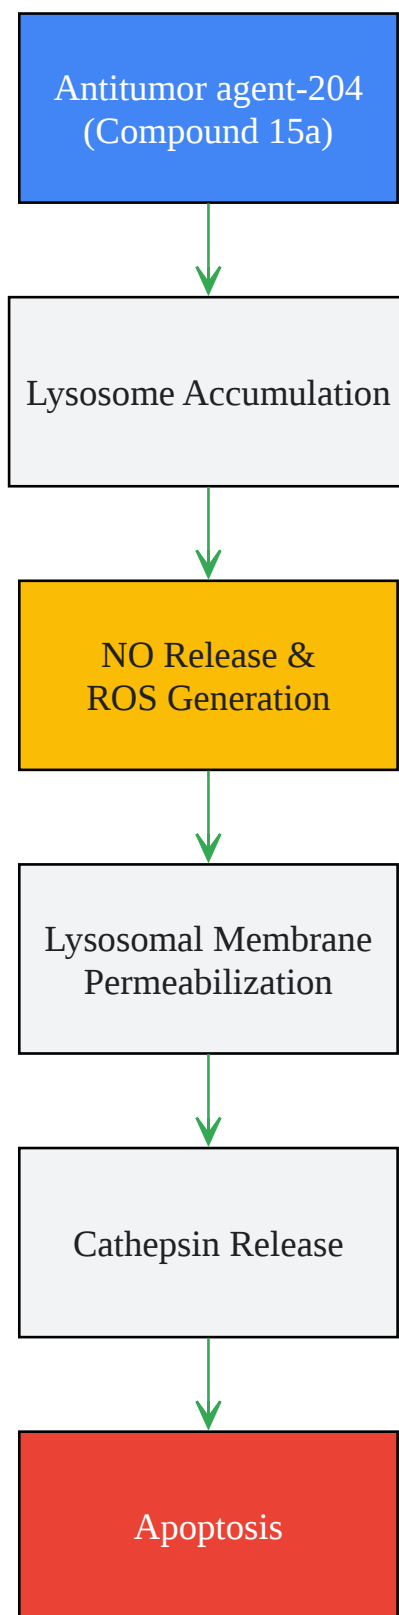 Antitumor agent-204
(Compound 15a)
Lysosome Accumulation
NO Release &
ROS Generation
Lysosomal Membrane
Permeabilization
Cathepsin Release
Apoptosis